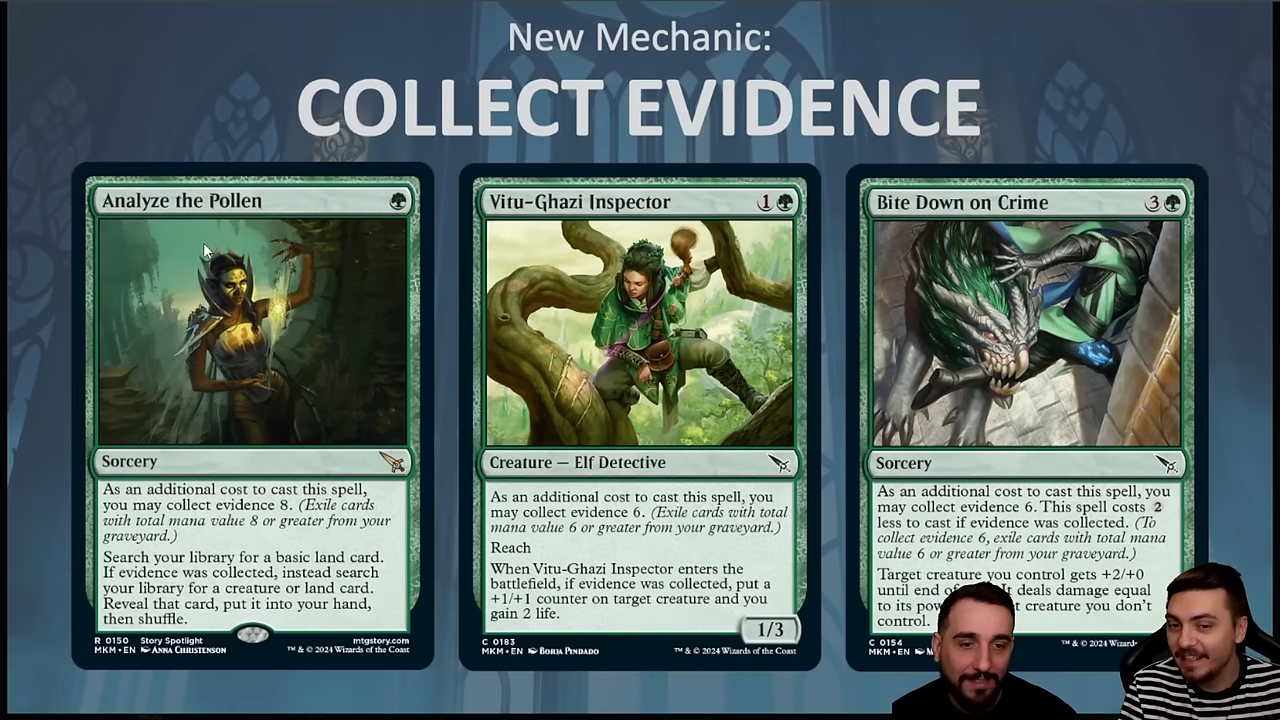 New Mechanic:
COLLECT EVIDENCE
Analyze the Pollen
Sorcery
As an additional cost to cast this spell,
you may collect evidence 8. (Exile cards
with total mana value 8 or greater from your
graveyard.)
Search your library for a basic land card.
If evidence was collected, instead search
your library for a creature or land card.
Reveal that card, put it into your hand,
then shuffle.
R 0150 Story Spotlight mtgstory.com
MKM • EN ANNA CHRISTENSON ™ & © 2024 Wizards of the Coast
Vitu-Ghazi Inspector 1
Creature — Elf Detective
As an additional cost to cast this spell, you
may collect evidence 6. (Exile cards with total
mana value 6 or greater from your graveyard.)
Reach
When Vitu-Ghazi Inspector enters the
battlefield, if evidence was collected, put a
+1/+1 counter on target creature and you
gain 2 life.
1/3
C 0183
MKM • EN BORJA PINDADO ™ & © 2024 Wizards of the Coast
Bite Down on Crime 3
Sorcery
As an additional cost to cast this spell, you
may collect evidence 6. This spell costs 2
less to cast if evidence was collected. (To
collect evidence 6, exile cards with total mana
value 6 or greater from your graveyard.)
Target creature you control gets +2/+0
until end of It deals damage equal
to its creature you don't
control.
C 0154
MKM • EN ™ & © 2024 Wizards